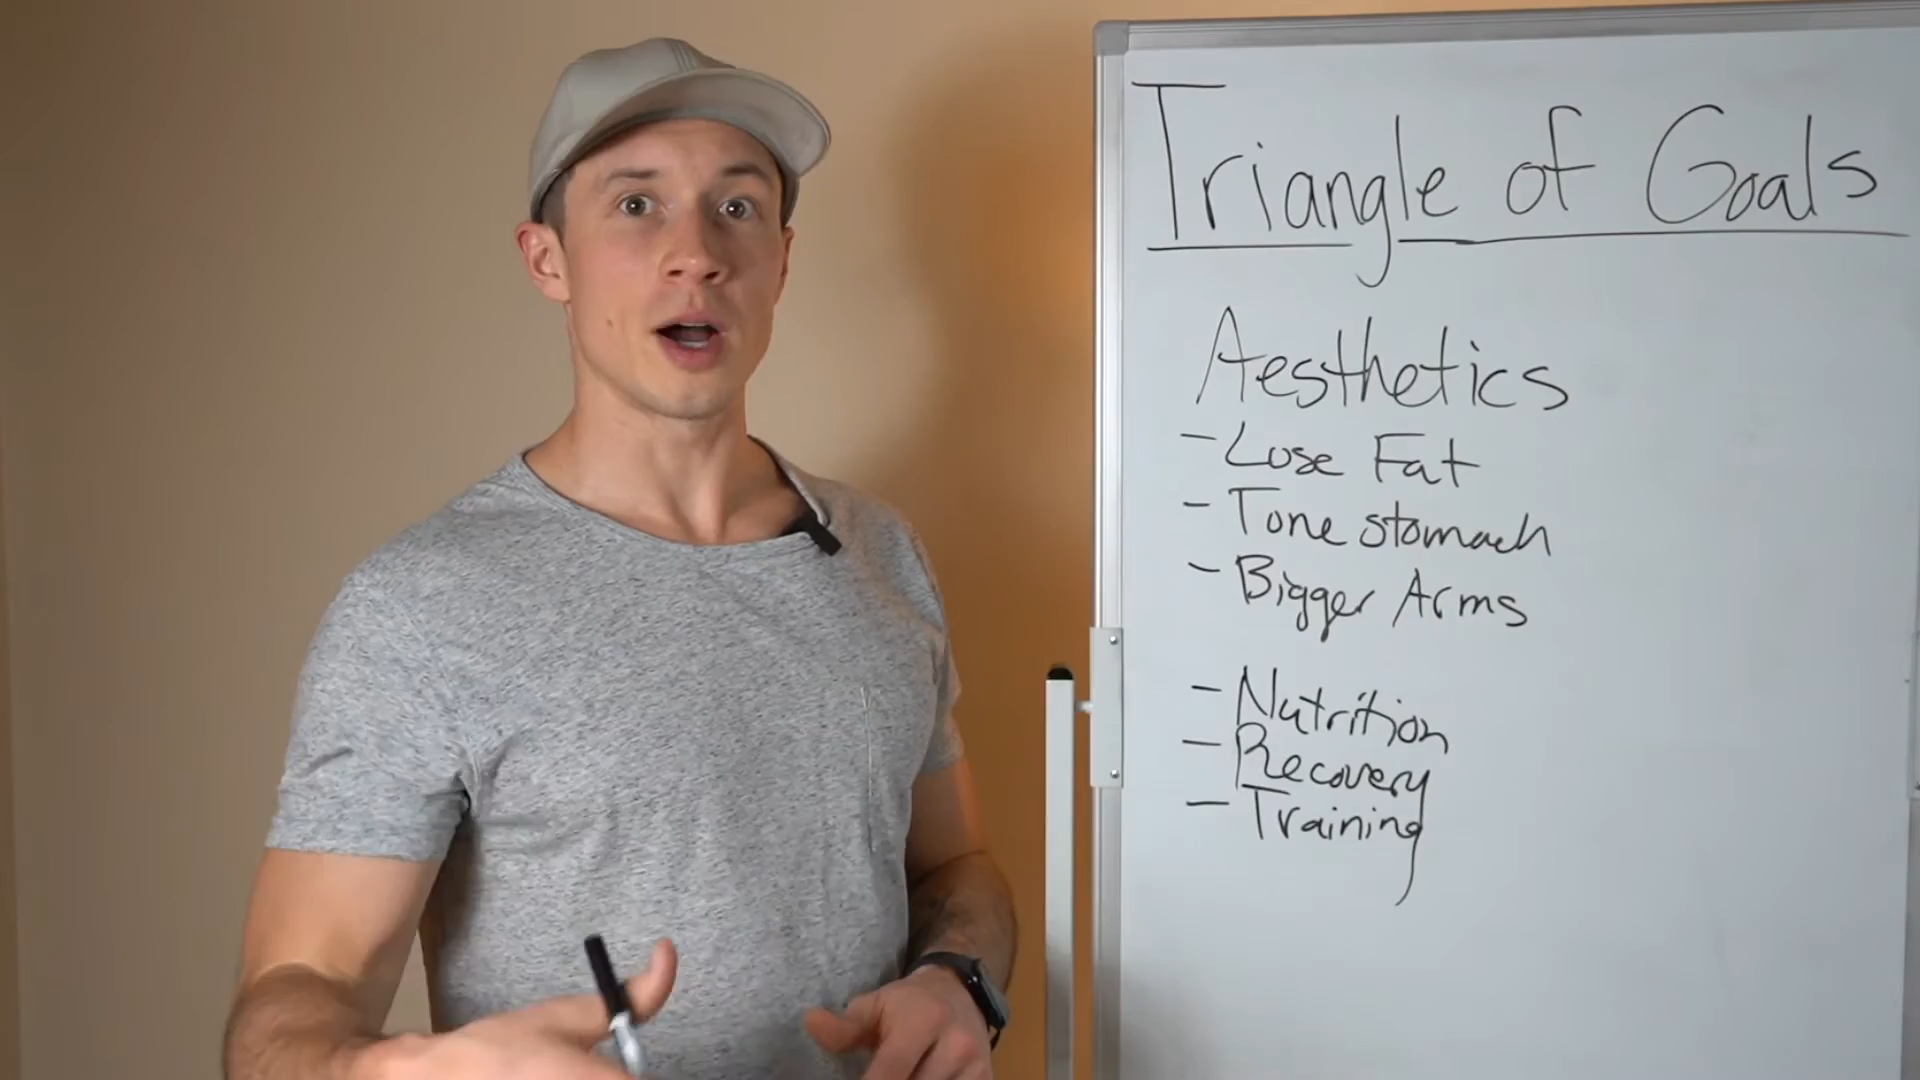 Triangle of Goals
Aesthetics
- Lose Fat
- Tone stomach
- Bigger Arms
- Nutrition
- Recovery
- Training